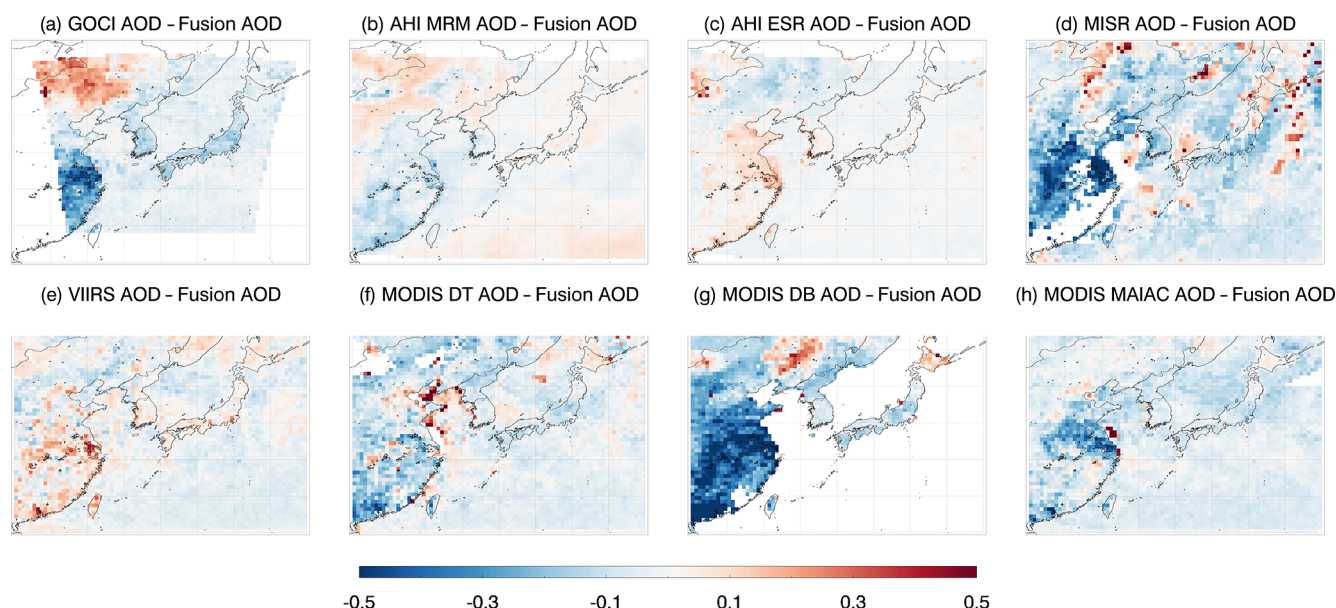 (a) GOCI AOD – Fusion AOD
(b) AHI MRM AOD – Fusion AOD
(c) AHI ESR AOD – Fusion AOD
(d) MISR AOD – Fusion AOD
(e) VIIRS AOD – Fusion AOD
(f) MODIS DT AOD – Fusion AOD
(g) MODIS DB AOD – Fusion AOD
(h) MODIS MAIAC AOD – Fusion AOD
-0.5 -0.3 -0.1 0.1 0.3 0.5